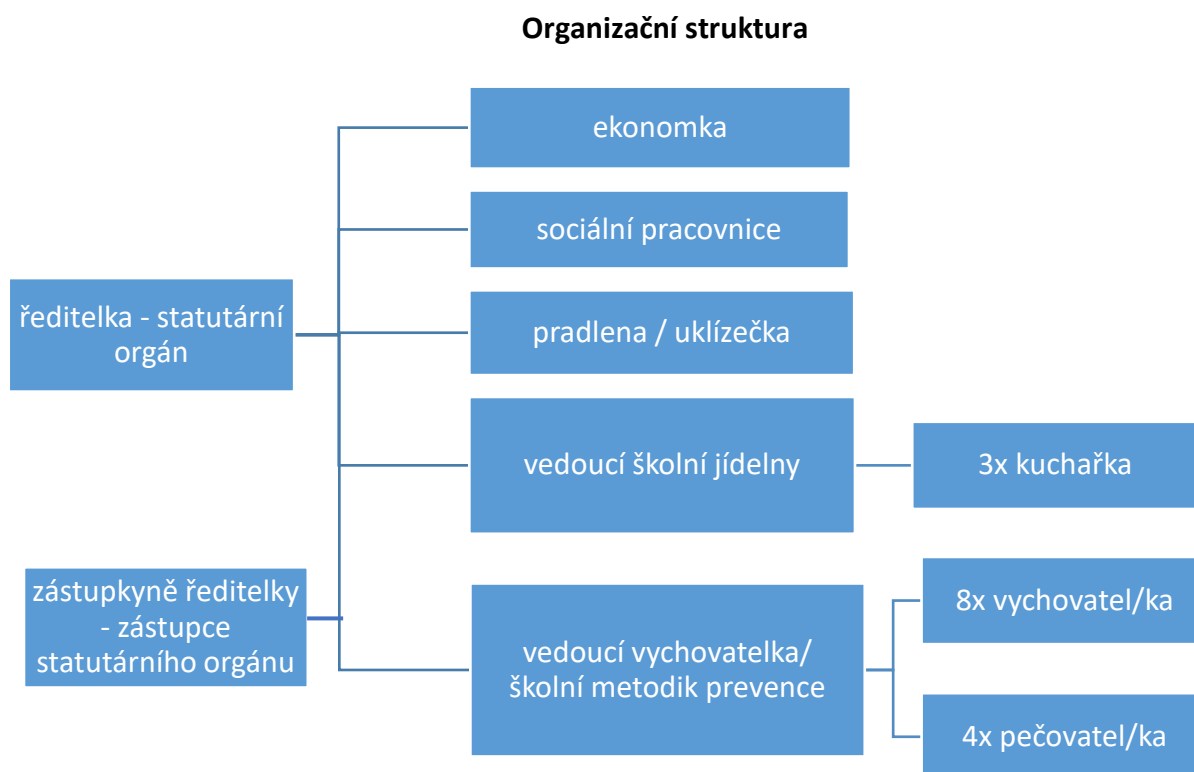 Organizační struktura
ekonomka
sociální pracovnice
ředitelka - statutární
orgán
pradlena / uklízečka
vedoucí školní jídelny
3x kuchařka
zástupkyně ředitelky
- zástupce
statutárního orgánu
vedoucí vychovatelka/
školní metodik prevence
8x vychovatel/ka
4x pečovatel/ka